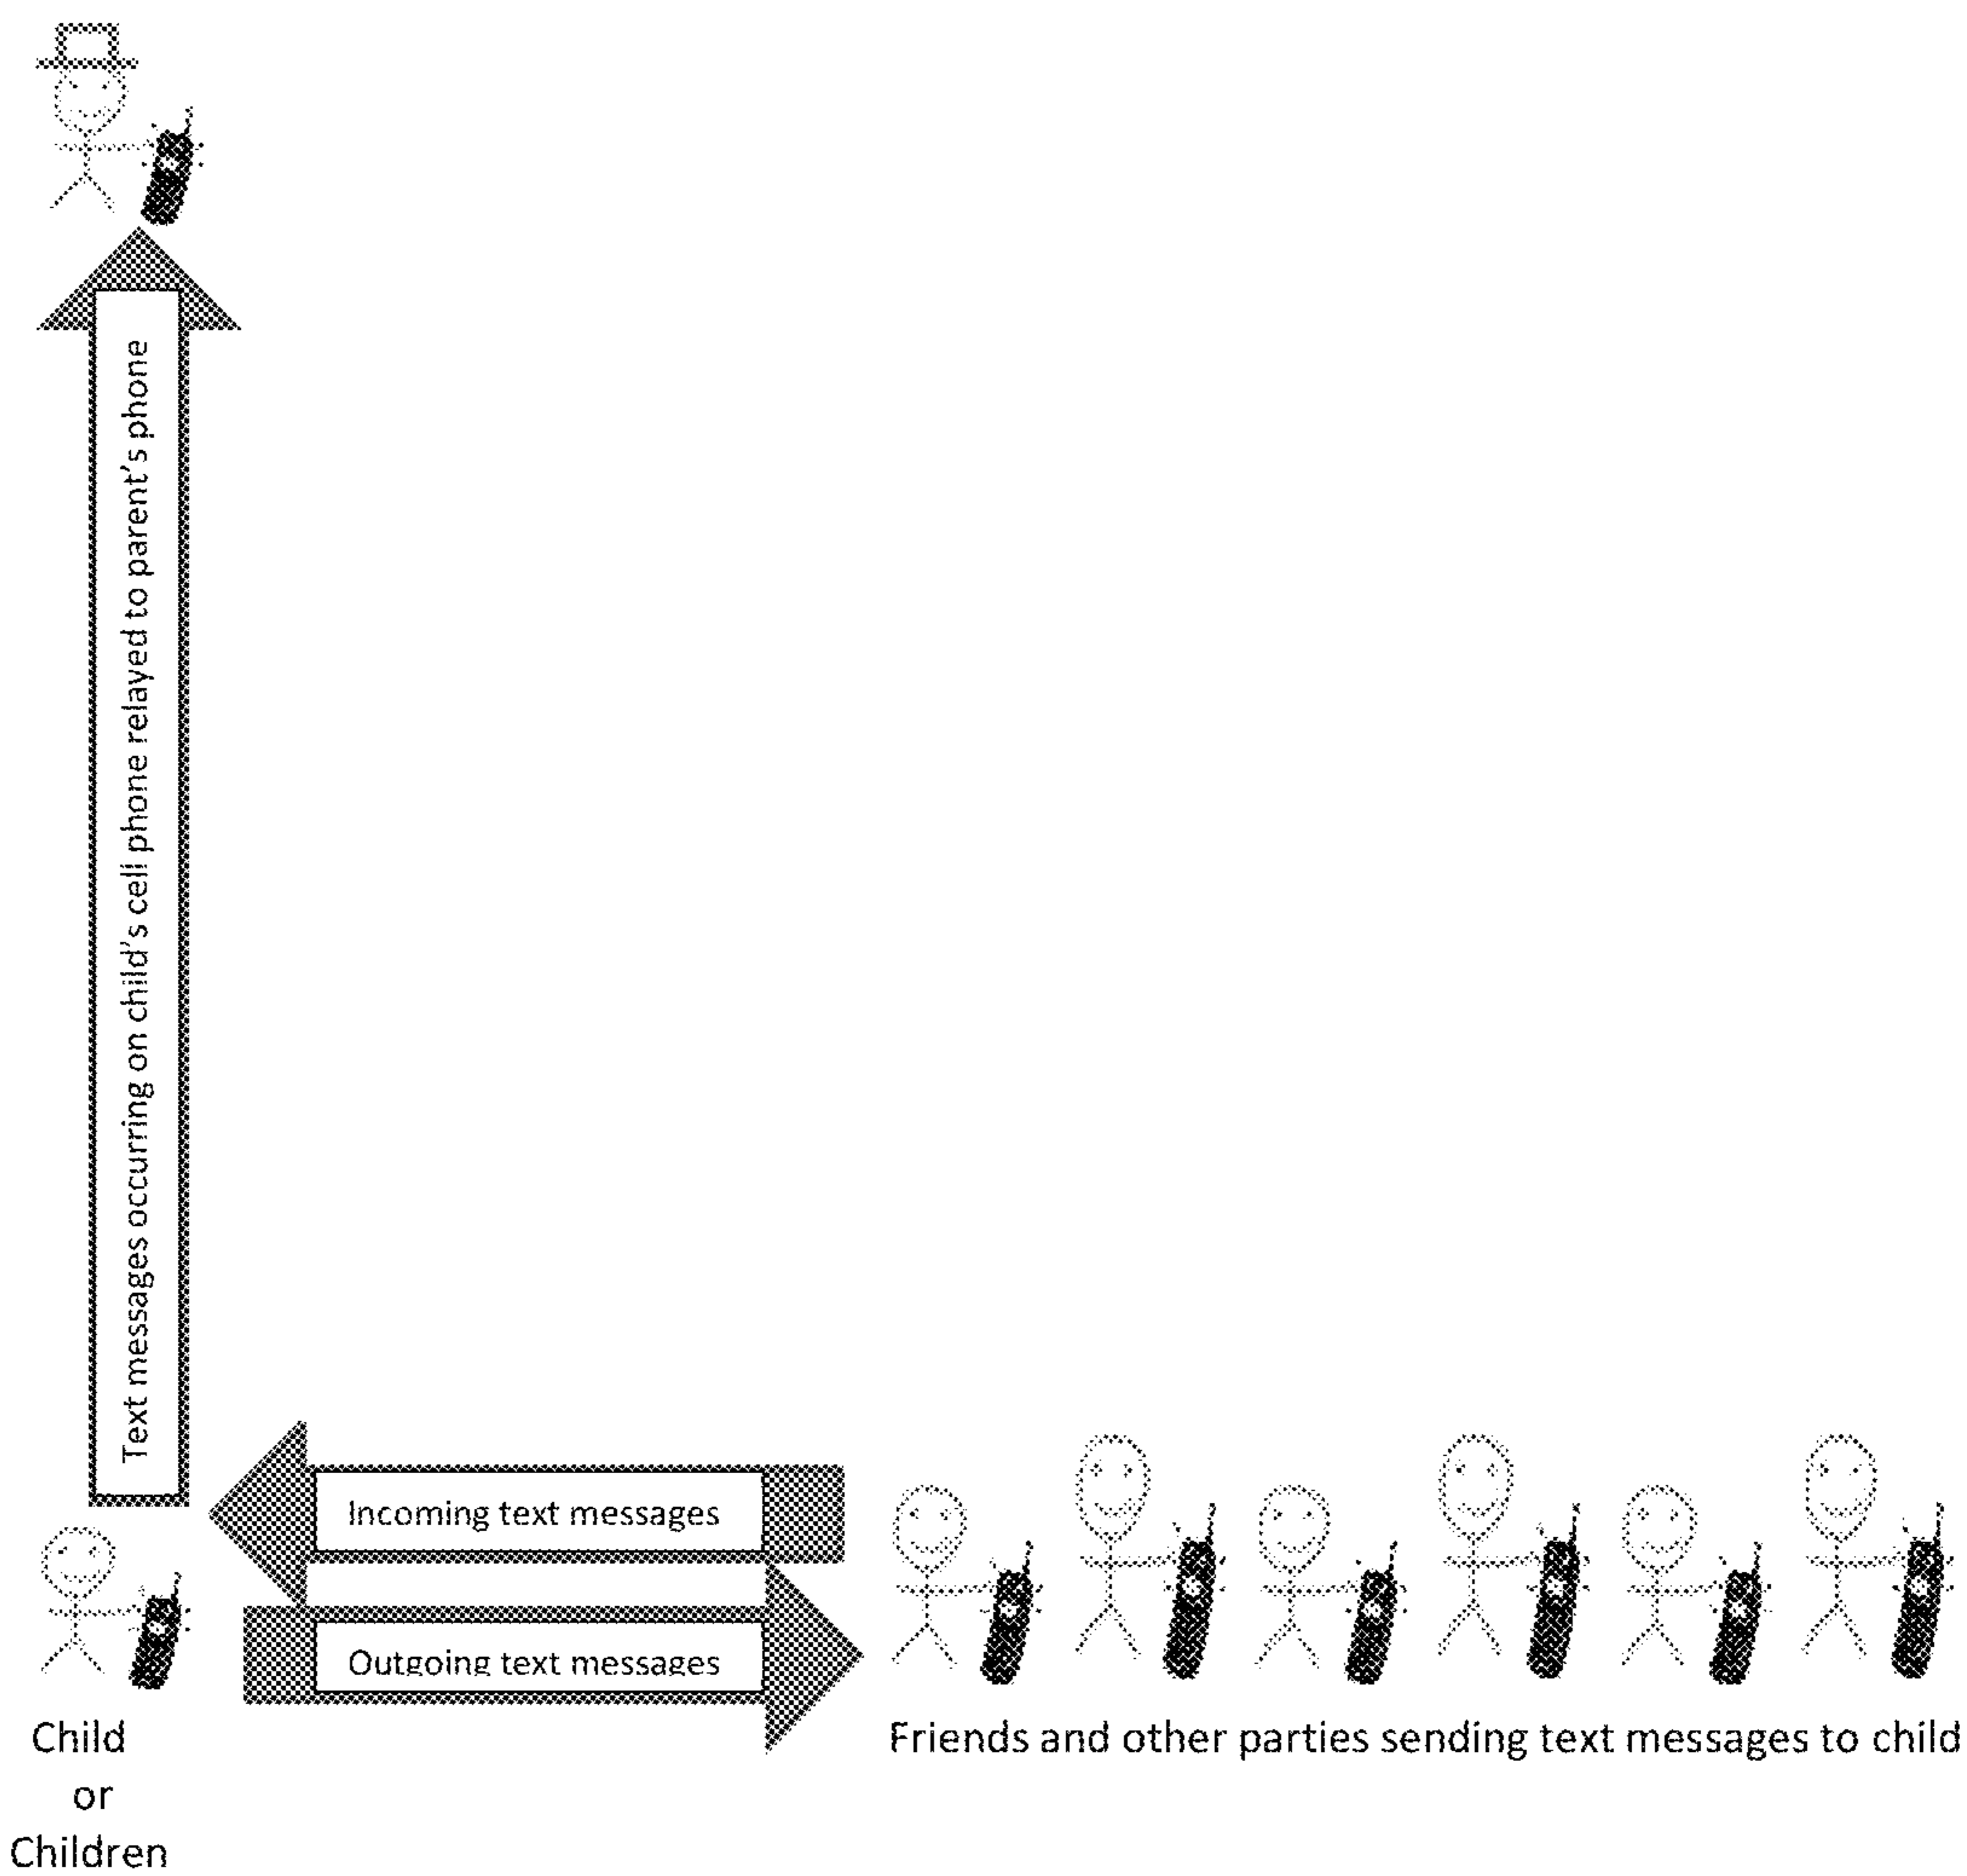 Text messages occurring on child's cell phone relayed to parent's phone
Incoming text messages
Outgoing text messages
Child
or
Children
Friends and other parties sending text messages to child